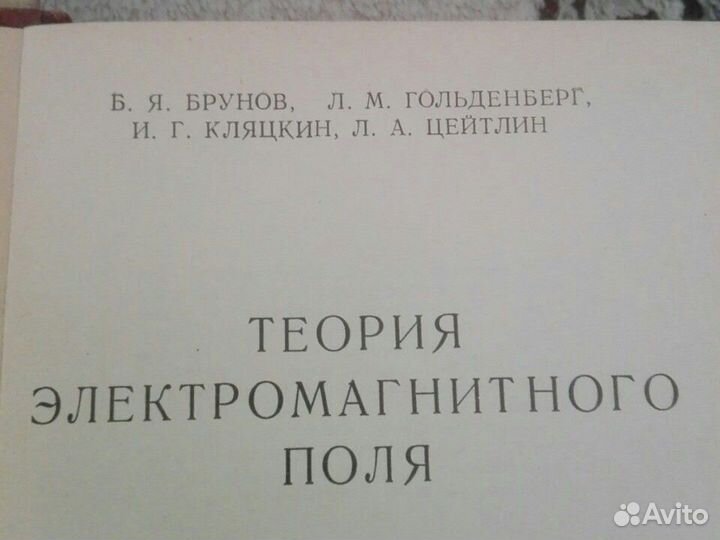 Б. Я. БРУНОВ, Л. М. ГОЛЬДЕНБЕРГ,
И. Г. КЛЯЦКИН, Л. А. ЦЕЙТЛИН
ТЕОРИЯ
ЭЛЕКТРОМАГНИТНОГО
ПОЛЯ
Avito